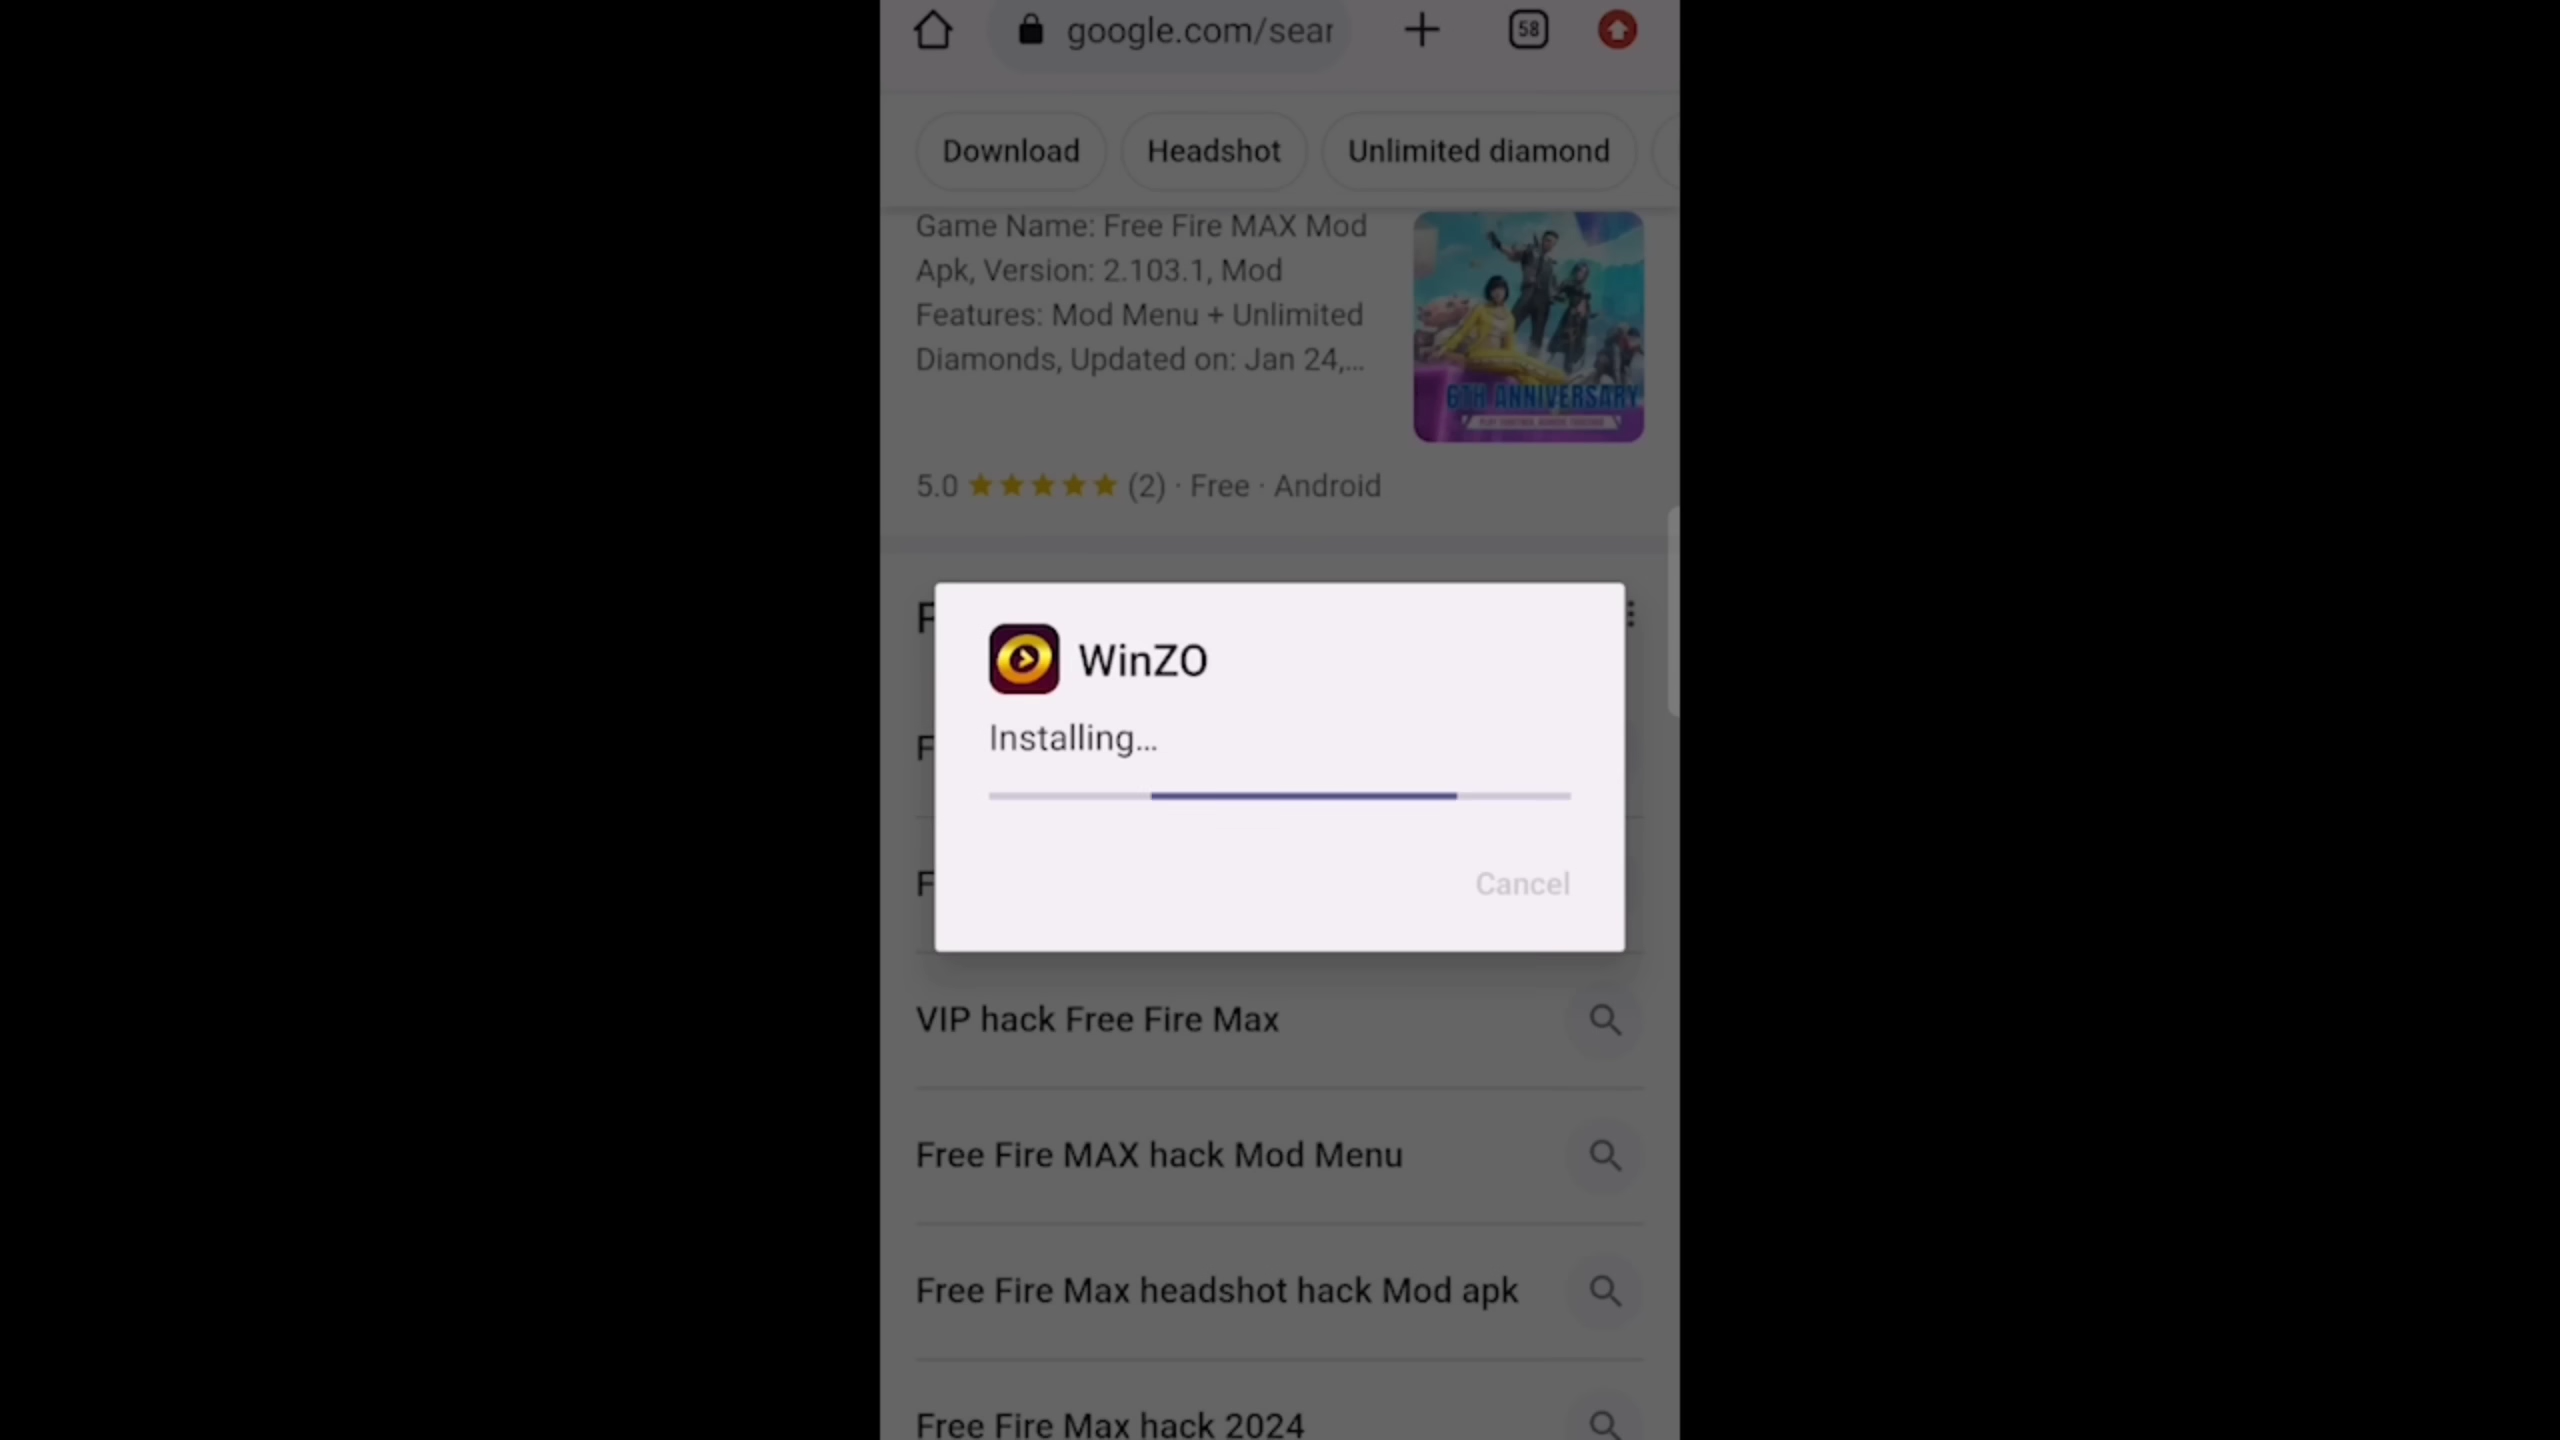 google.com/sear
58
Download
Headshot
Unlimited diamond
Game Name: Free Fire MAX Mod
Apk, Version: 2.103.1, Mod
Features: Mod Menu + Unlimited
Diamonds, Updated on: Jan 24,...
6TH ANNIVERSARY
5.0 ★★★★★ (2) · Free · Android
F
WinZO
Installing...
F
F
Cancel
VIP hack Free Fire Max
Free Fire MAX hack Mod Menu
Free Fire Max headshot hack Mod apk
Free Fire Max hack 2024